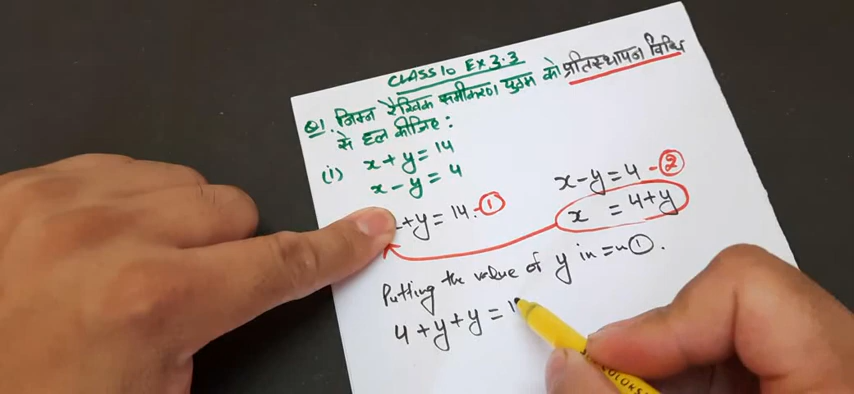 CLASS 10 EX 3.3
Q1. निम्न रैखिक समीकरण युग्म को प्रतिस्थापन विधि
से हल कीजिए:
(i) x + y = 14
x - y = 4
+y = 14 - ①
x - y = 4 - ②
x = 4 + y
Putting the value of y in =n ①.
4 + y + y = 1